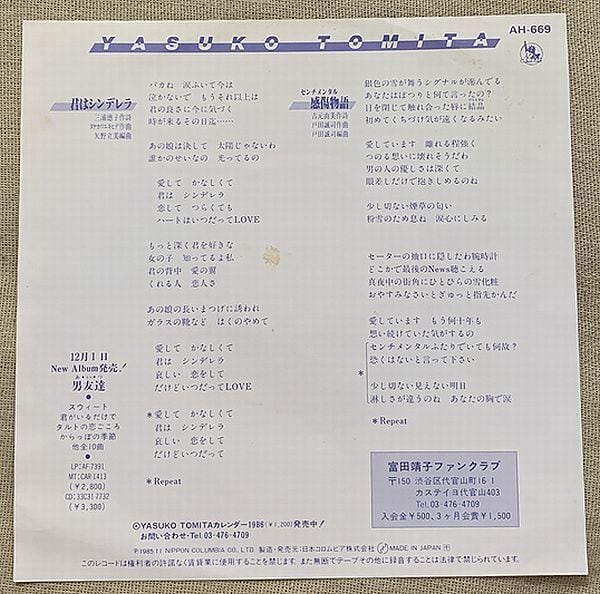 AH-669
YASUKO TOMITA
君はシンデレラ
三浦徳子作詩
矢野立美編曲
バカね 涙ふいて今は
泣かないで もうそれ以上は
君の良さに今に気づく
時が来るその日迄……
あの娘は決して 太陽じゃないわ
誰かのせいなの 光ってるの
愛して かなしくて
君は シンデレラ
恋して つらくても
ハートはいつだってLOVE
もっと深く君を好きな
女の子 知ってるよ私
君の背中 愛の翼
くれる人 恋人さ
あの娘の長いまつげに誘われ
ガラスの靴など はくのやめて
愛して かなしくて
君は シンデレラ
哀しい 恋をして
だけどいつだってLOVE
*愛して かなしくて
君は シンデレラ
哀しい 恋をして
だけどいつだって
*Repeat
センチメンタル
感傷物語
吉元由美作詩
戸田誠司作曲
戸田誠司編曲
銀色の雪が舞うシグナルが滲んでる
あなたはぽつりと何て言ったの?
目を閉じて触れ合った唇に結晶
初めてくちづけ気が遠くなるみたい
愛しています 離れる程強く
つのる想いに壊れそうだわ
男の人の優しさは深くて
眼差しだけで抱きしめるのね
少し切ない煙草の匂い
粉雪のため息ね 涙心にしみる
セーターの袖口に隠したわ腕時計
どこかで最後のNews聴こえる
真夜中の街角にひとひらの雪化粧
おやすみなさいとぎゅっと指先かんだ
愛しています もう何十年も
想い続けていた気がするの
センチメンタルふたりでいても何故?
恐くはないと言って下さい
*
少し切ない見えない明日
淋しさが違うのね あなたの胸で涙
*Repeat
12月1日
New Album発売!
あ・い・つ
男友達
スウィート
君がいるだけで
タルトの恋ごころ
からっぽの季節
他全10曲
LP:AF-7391
MT:CAR-1413
(¥2,800)
CD:33C31-7732
(¥3,300)
富田靖子ファンクラブ
〒150 渋谷区代官山町16-1
カステイヨ代官山403
Tel.03-476-4709
入会金¥500、3ヶ月会費¥1,500
◎YASUKO TOMITAカレンダー1986(¥1,200)発売中!
お問い合わせ・Tel 03-476-4709
Ⓟ1985.11 NIPPON COLUMBIA CO., LTD. 製造・発売元:日本コロムビア株式会社 MADE IN JAPAN
このレコードは権利者の許諾なく賃貸業に使用することを禁じます。また無断でテープその他に録音することは法律で禁じられています。